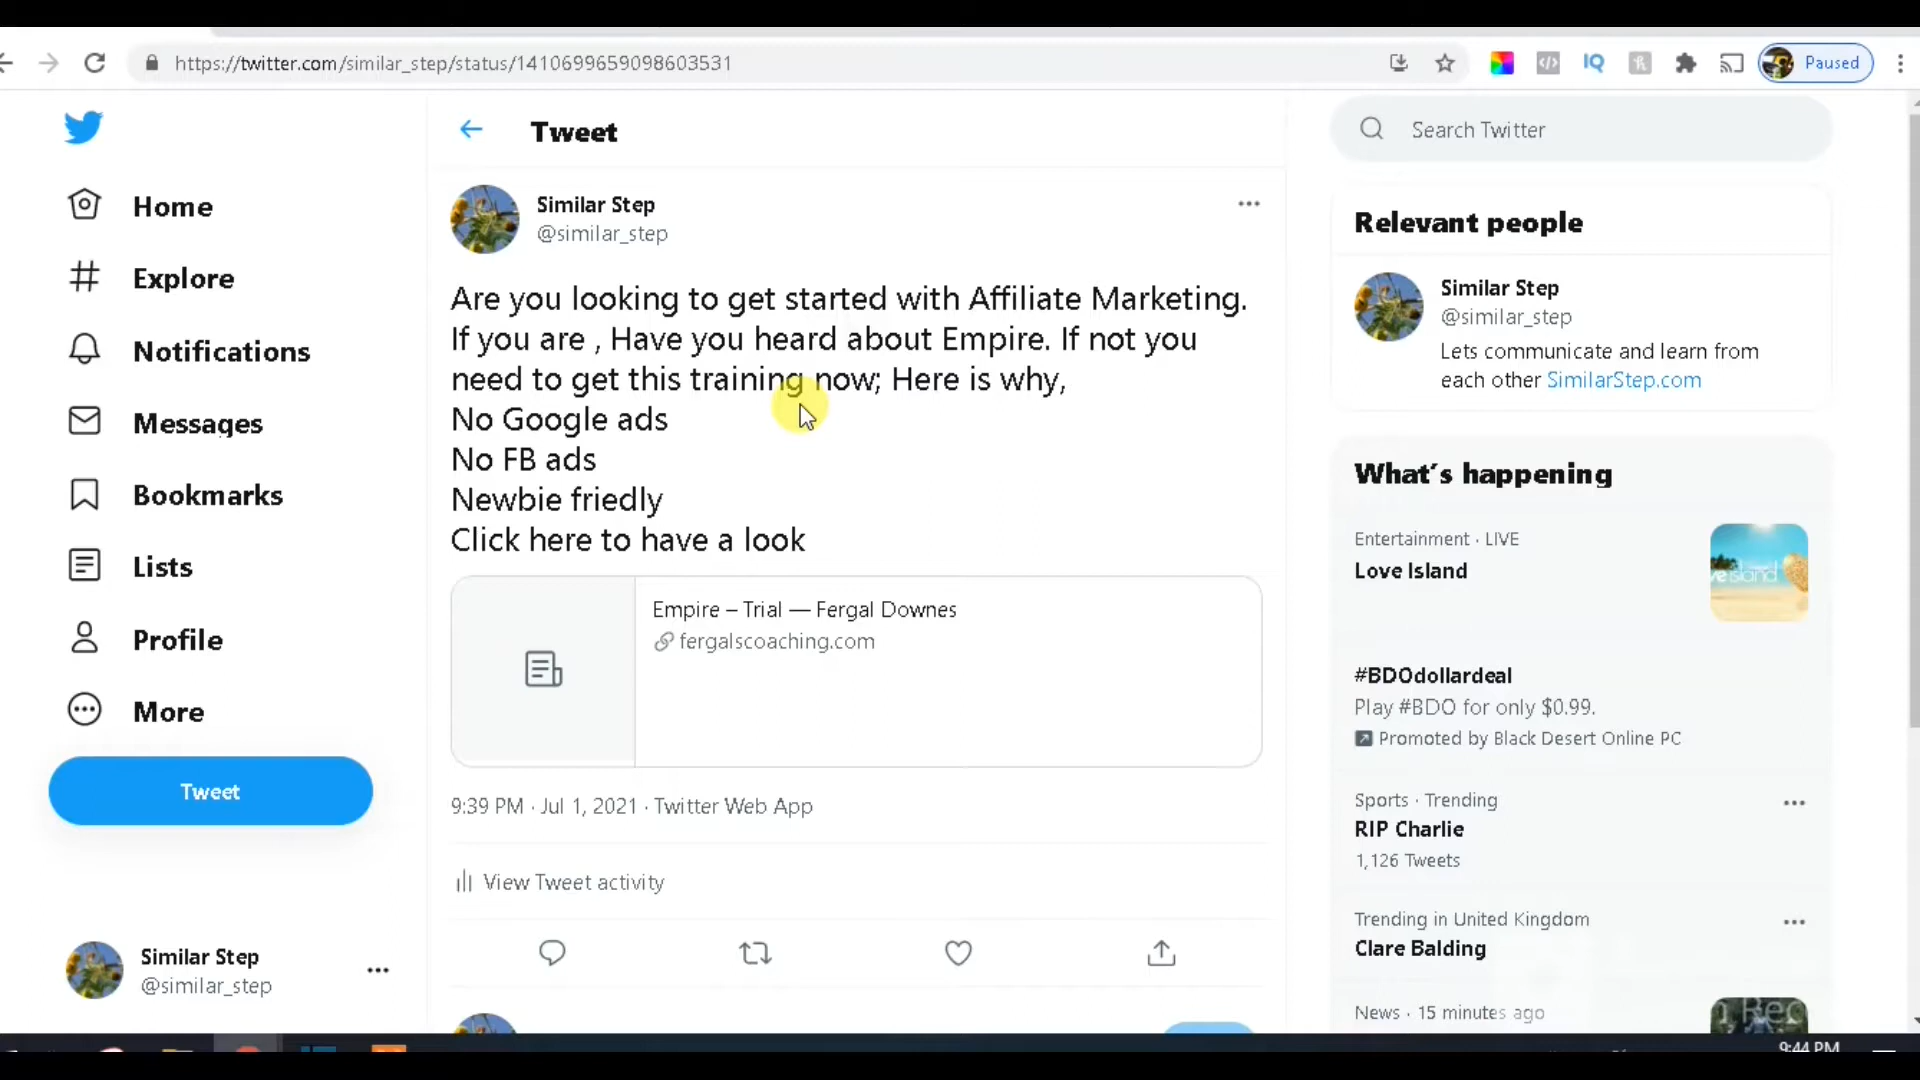 https://twitter.com/similar_step/status/1410699659098603531
IQ
Paused
Tweet
Search Twitter
Home
Explore
Notifications
Messages
Bookmarks
Lists
Profile
More
Tweet
Similar Step
@similar_step
Similar Step
@similar_step
Are you looking to get started with Affiliate Marketing.
If you are , Have you heard about Empire. If not you
need to get this training now; Here is why,
No Google ads
No FB ads
Newbie friedly
Click here to have a look
Empire – Trial — Fergal Downes
fergalscoaching.com
9:39 PM · Jul 1, 2021 · Twitter Web App
View Tweet activity
Relevant people
Similar Step
@similar_step
Lets communicate and learn from
each other SimilarStep.com
What's happening
Entertainment · LIVE
Love Island
#BDOdollardeal
Play #BDO for only $0.99.
Promoted by Black Desert Online PC
Sports · Trending
RIP Charlie
1,126 Tweets
Trending in United Kingdom
Clare Balding
News · 15 minutes ago
9:44 PM